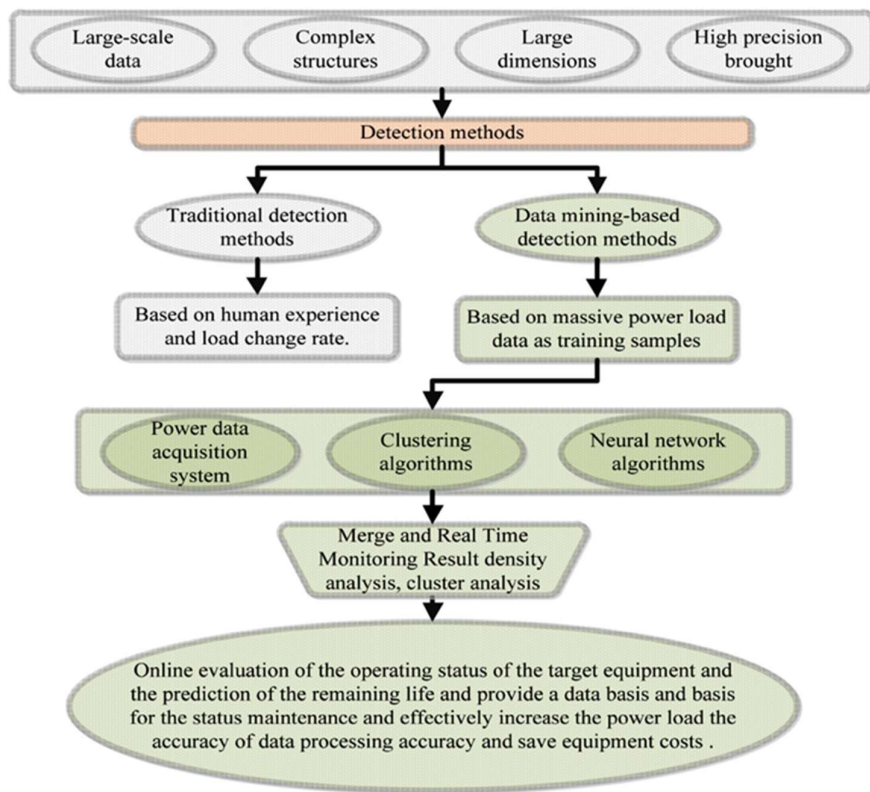 Large-scale
data
Complex
structures
Large
dimensions
High precision
brought
Detection methods
Traditional detection
methods
Data mining-based
detection methods
Based on human experience
and load change rate.
Based on massive power load
data as training samples
Power data
acquisition
system
Clustering
algorithms
Neural network
algorithms
Merge and Real Time
Monitoring Result density
analysis, cluster analysis
Online evaluation of the operating status of the target equipment and
the prediction of the remaining life and provide a data basis and basis
for the status maintenance and effectively increase the power load the
accuracy of data processing accuracy and save equipment costs .